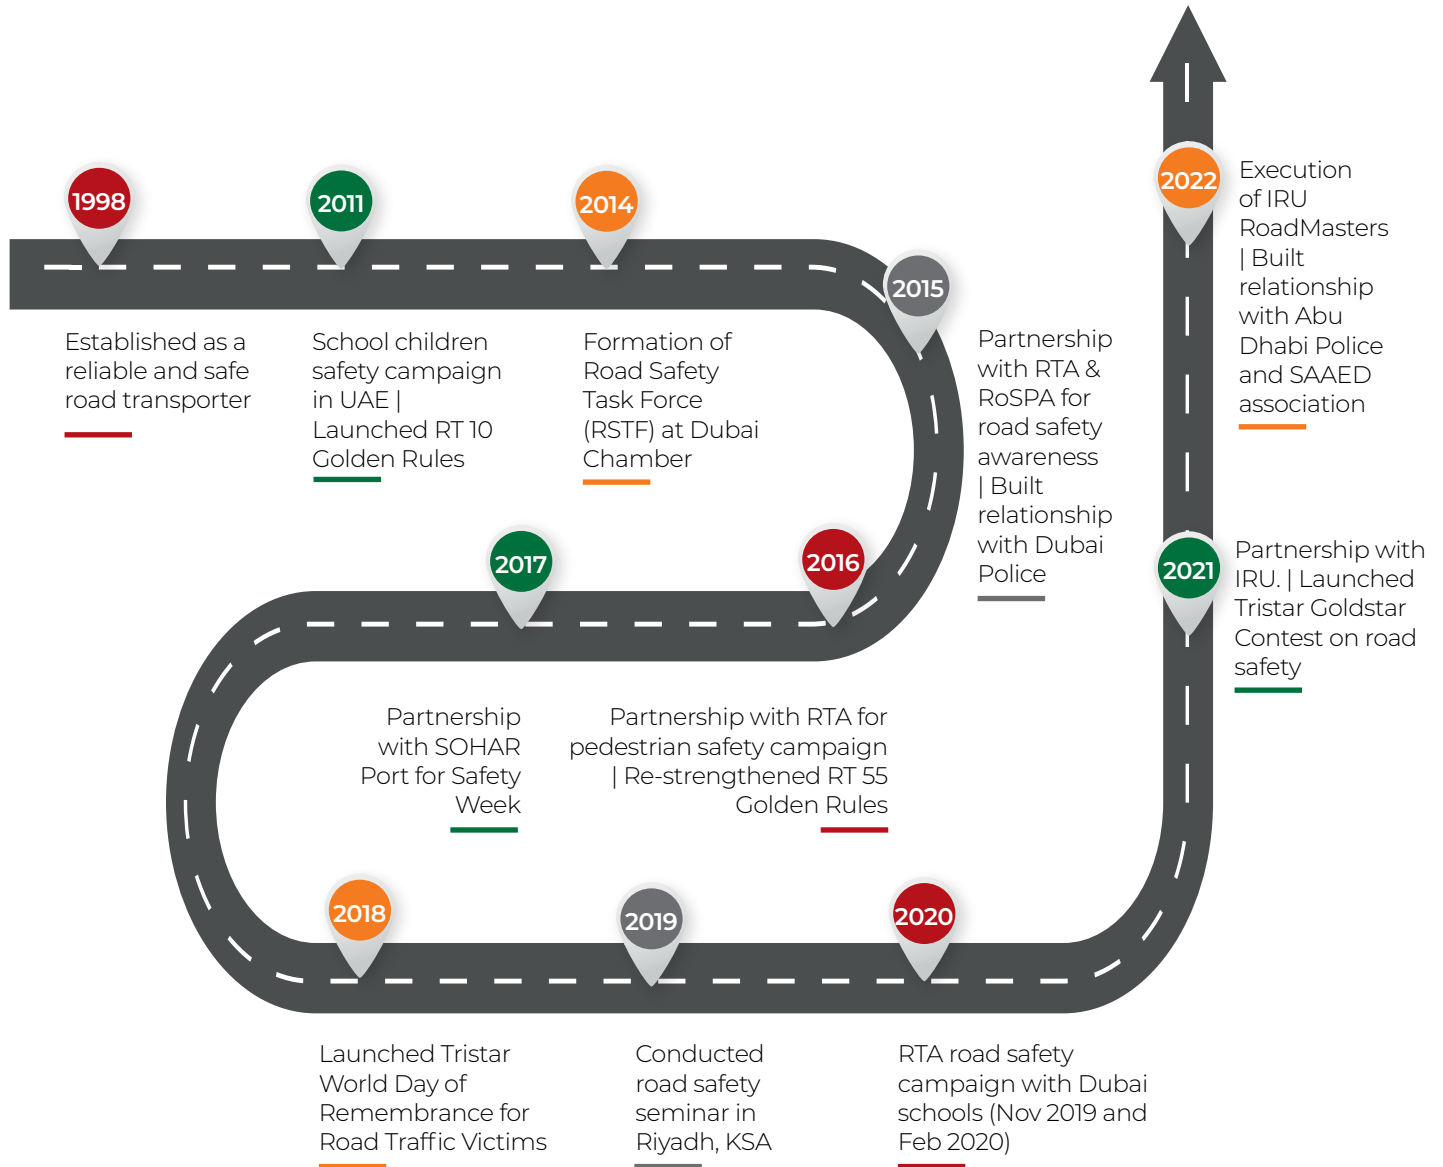 1998
Established as a
reliable and safe
road transporter
2011
School children
safety campaign
in UAE |
Launched RT 10
Golden Rules
2014
Formation of
Road Safety
Task Force
(RSTF) at Dubai
Chamber
2015
Partnership
with RTA &
RoSPA for
road safety
awareness
| Built
relationship
with Dubai
Police
2016
Partnership with RTA for
pedestrian safety campaign
| Re-strengthened RT 55
Golden Rules
2017
Partnership
with SOHAR
Port for Safety
Week
2018
Launched Tristar
World Day of
Remembrance for
Road Traffic Victims
2019
Conducted
road safety
seminar in
Riyadh, KSA
2020
RTA road safety
campaign with Dubai
schools (Nov 2019 and
Feb 2020)
2021
Partnership with
IRU. | Launched
Tristar Goldstar
Contest on road
safety
2022
Execution
of IRU
RoadMasters
| Built
relationship
with Abu
Dhabi Police
and SAAED
association